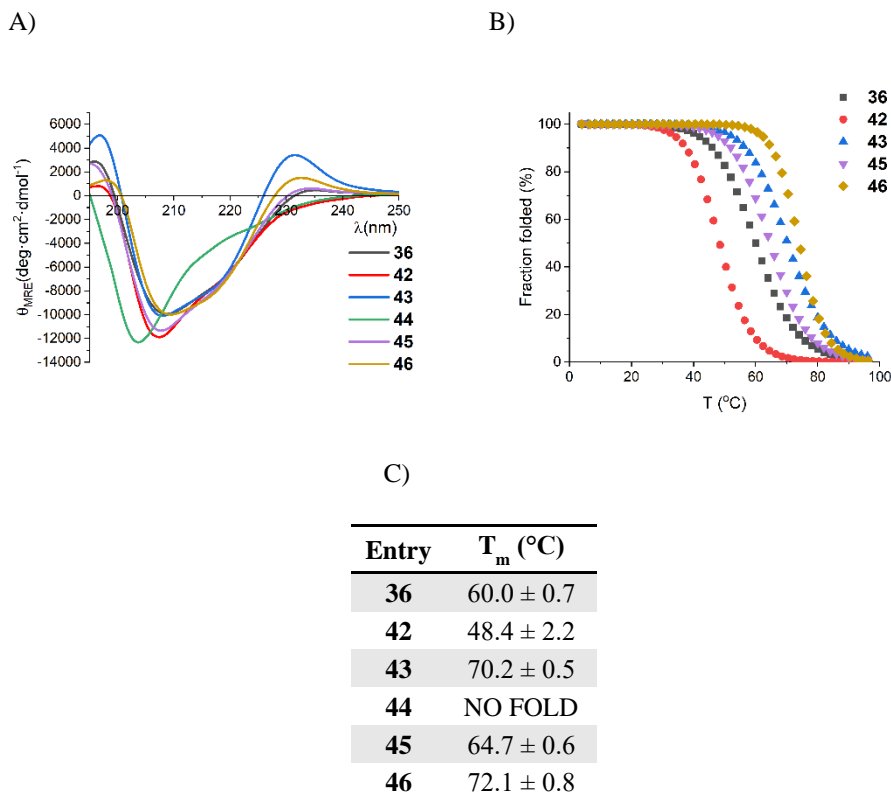 A)
B)
6000
4000
2000
0
-2000
-4000
-6000
-8000
-10000
-12000
-14000
θMRE(deg·cm²·dmol⁻¹)
200
210
220
230
240
250
λ(nm)
36
42
43
44
45
46
100
80
60
40
20
0
Fraction folded (%)
0
20
40
60
80
100
T (°C)
36
42
43
45
46
C)
Entry Tm (°C)
36 60.0 ± 0.7
42 48.4 ± 2.2
43 70.2 ± 0.5
44 NO FOLD
45 64.7 ± 0.6
46 72.1 ± 0.8